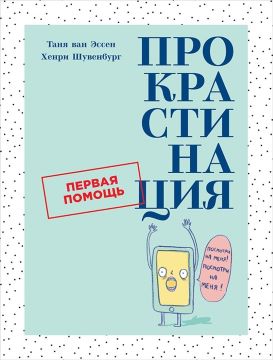 Таня ван Эссен
Хенри Шувенбург
ПРО
КРА
СТИ
НА
ЦИЯ
ПЕРВАЯ
ПОМОЩЬ
ПОСМОТРИ
НА МЕНЯ!
ПОСМОТРИ
НА
МЕНЯ!